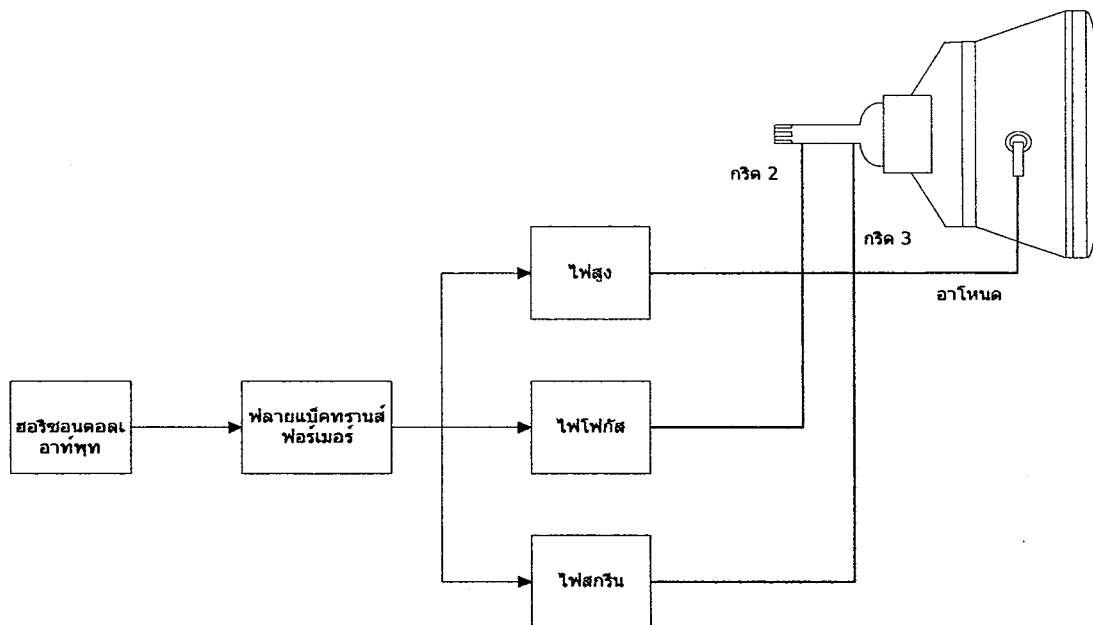 กริด 2
กริด 3
ไฟสูง
อาโหนด
ฮอริซอนตอลเ
อาท์พุท
ฟลายแบ็คทรานส์
ฟอร์เมอร์
ไฟโฟกัส
ไฟสกรีน